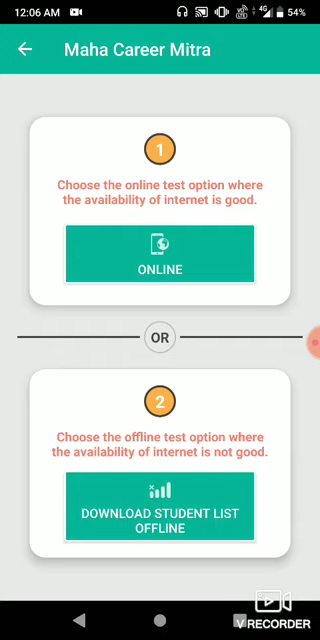 12:06 AM
4G
54%
Maha Career Mitra
1
Choose the online test option where
the availability of internet is good.
ONLINE
OR
2
Choose the offline test option where
the availability of internet is not good.
DOWNLOAD STUDENT LIST
OFFLINE
V RECORDER